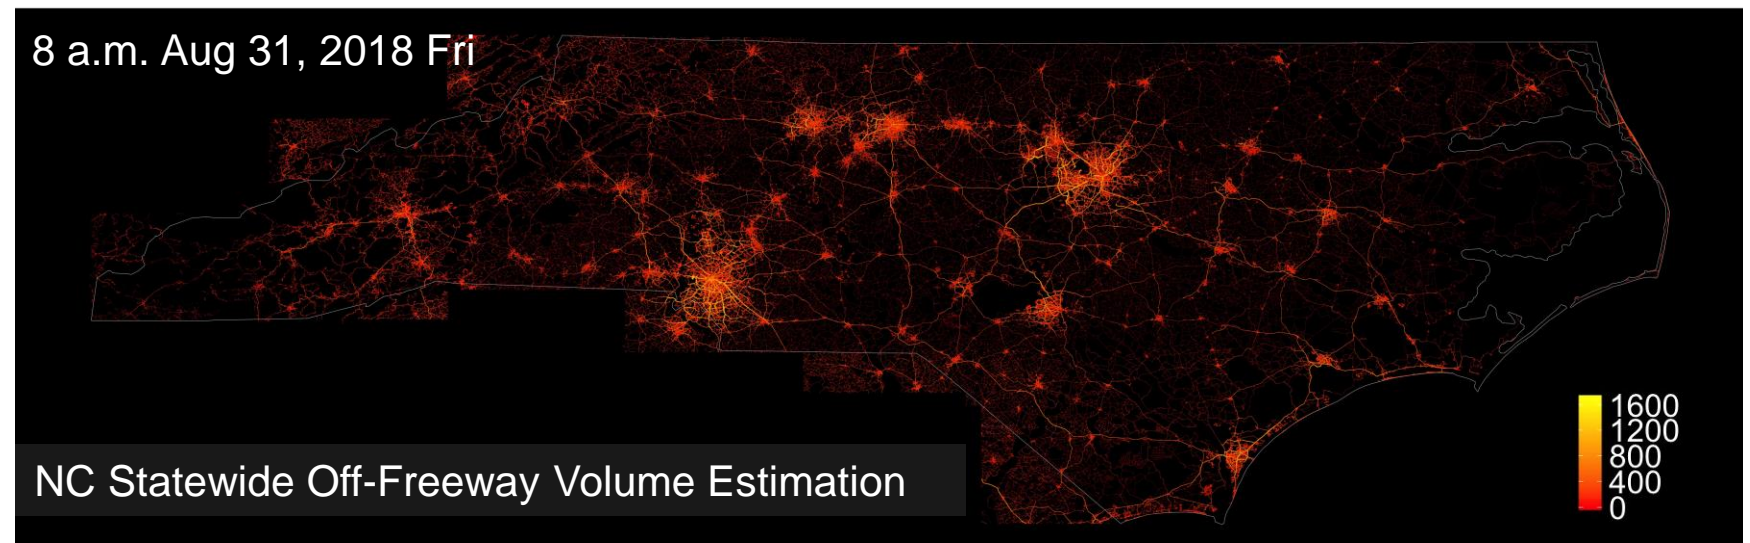 8 a.m. Aug 31, 2018 Fri
1600
1200
800
400
0
NC Statewide Off-Freeway Volume Estimation